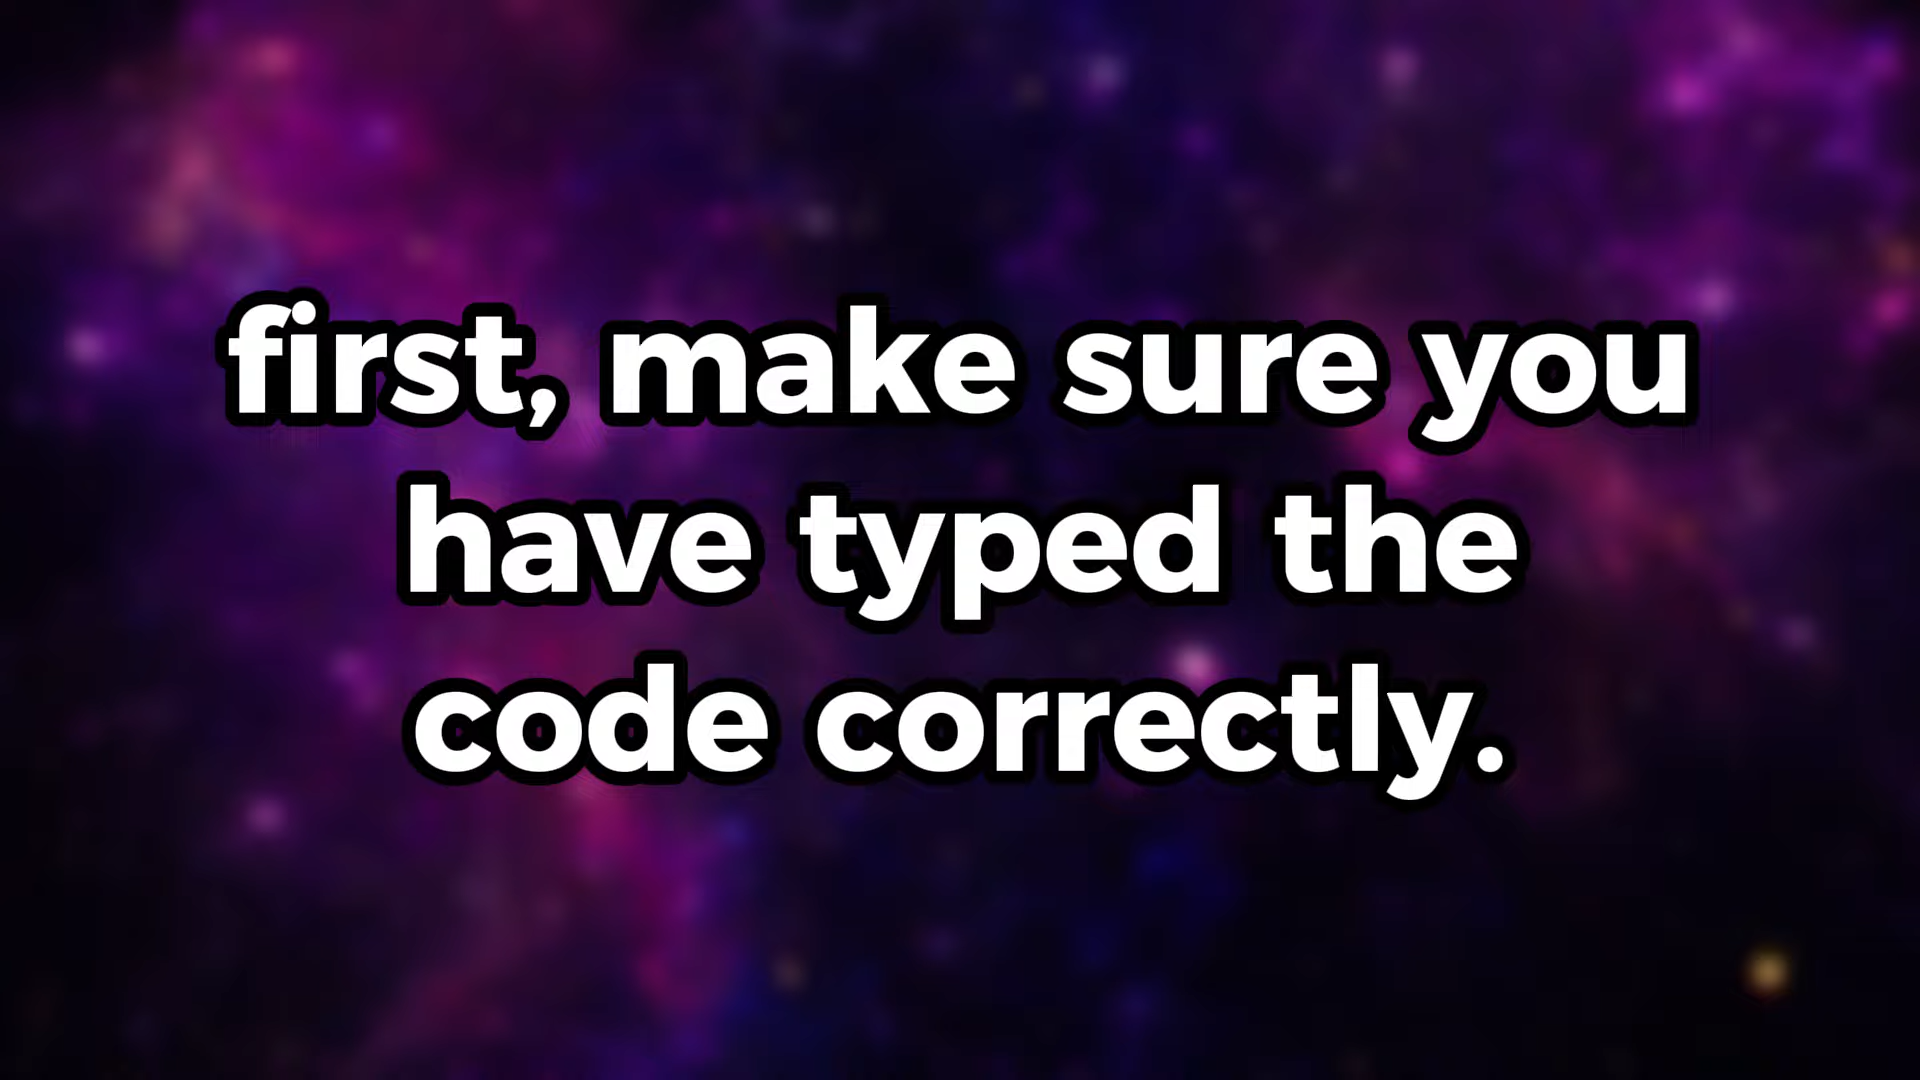 first, make sure you
have typed the
code correctly.